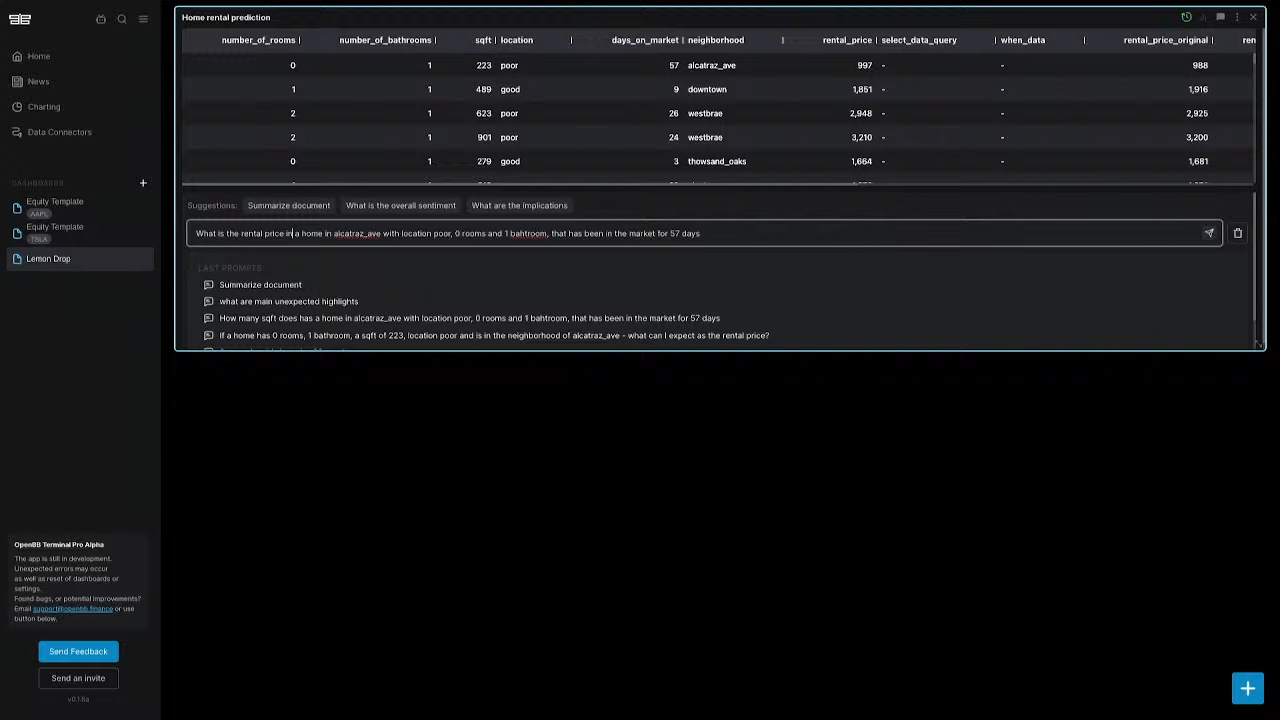 Home rental prediction
number_of_rooms number_of_bathrooms sqft location days_on_market neighborhood rental_price select_data_query when_data rental_price_original ren
0 1 223 poor 57 alcatraz_ave 997 - - 988
1 1 489 good 9 downtown 1,851 - - 1,916
2 1 623 poor 26 westbrae 2,948 - - 2,925
2 1 901 poor 24 westbrae 3,210 - - 3,200
0 1 279 good 3 thowsand_oaks 1,664 - - 1,681
Home
News
Charting
Data Connectors
DASHBOARDS
Equity Template
AAPL
Equity Template
TSLA
Lemon Drop
Suggestions: Summarize document What is the overall sentiment What are the implications
What is the rental price in a home in alcatraz_ave with location poor, 0 rooms and 1 bahtroom, that has been in the market for 57 days
LAST PROMPTS
Summarize document
what are main unexpected highlights
How many sqft does has a home in alcatraz_ave with location poor, 0 rooms and 1 bahtroom, that has been in the market for 57 days
If a home has 0 rooms, 1 bathroom, a sqft of 223, location poor and is in the neighborhood of alcatraz_ave - what can I expect as the rental price?
OpenBB Terminal Pro Alpha
The app is still in development.
Unexpected errors may occur
as well as reset of dashboards or
settings.
Found bugs, or potential improvements?
Email support@openbb.finance or use
button below.
Send Feedback
Send an invite
v0.1.8a